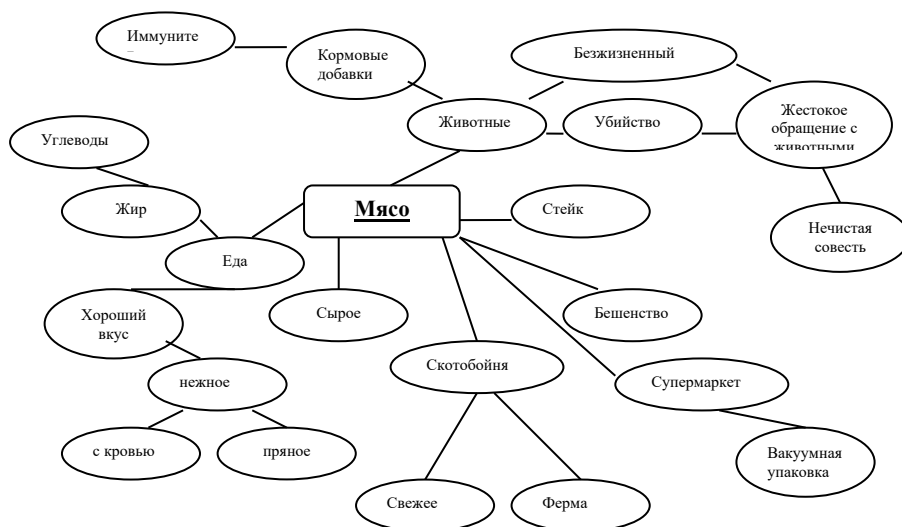 Иммуните
Кормовые
добавки
Безжизненный
Животные
Убийство
Жестокое
обращение с
животными
Углеводы
Жир
Мясо
Стейк
Нечистая
совесть
Еда
Хороший
вкус
Сырое
Бешенство
Скотобойня
Супермаркет
нежное
с кровью
пряное
Вакуумная
упаковка
Свежее
Ферма